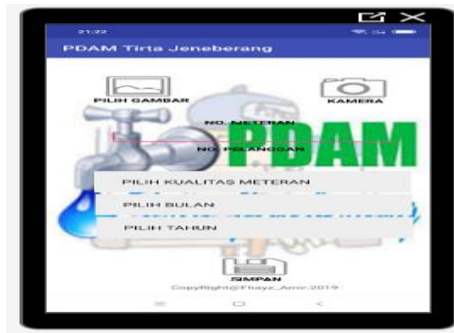 21:22
PDAM Tirta Jeneberang
PILIH GAMBAR
KAMERA
NO. METERAN
NO. PELANGGAN
PDAM
PILIH KUALITAS METERAN
PILIH BULAN
PILIH TAHUN
SIMPAN